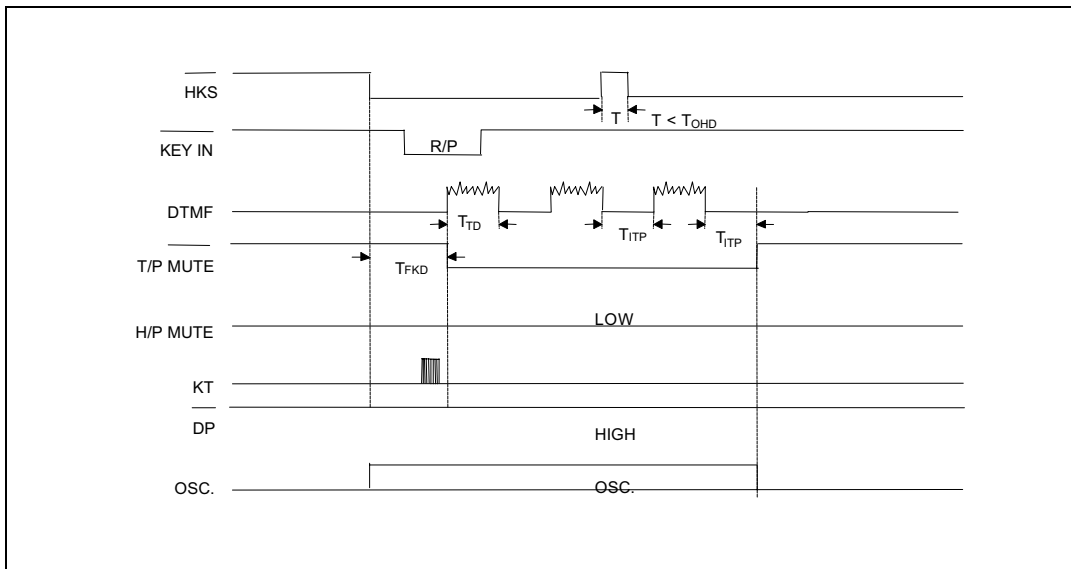 HKS
T T < TOHD
KEY IN
R/P
DTMF
TTD
TITP
TITP
T/P MUTE
TFKD
LOW
H/P MUTE
KT
DP
HIGH
OSC.
OSC.